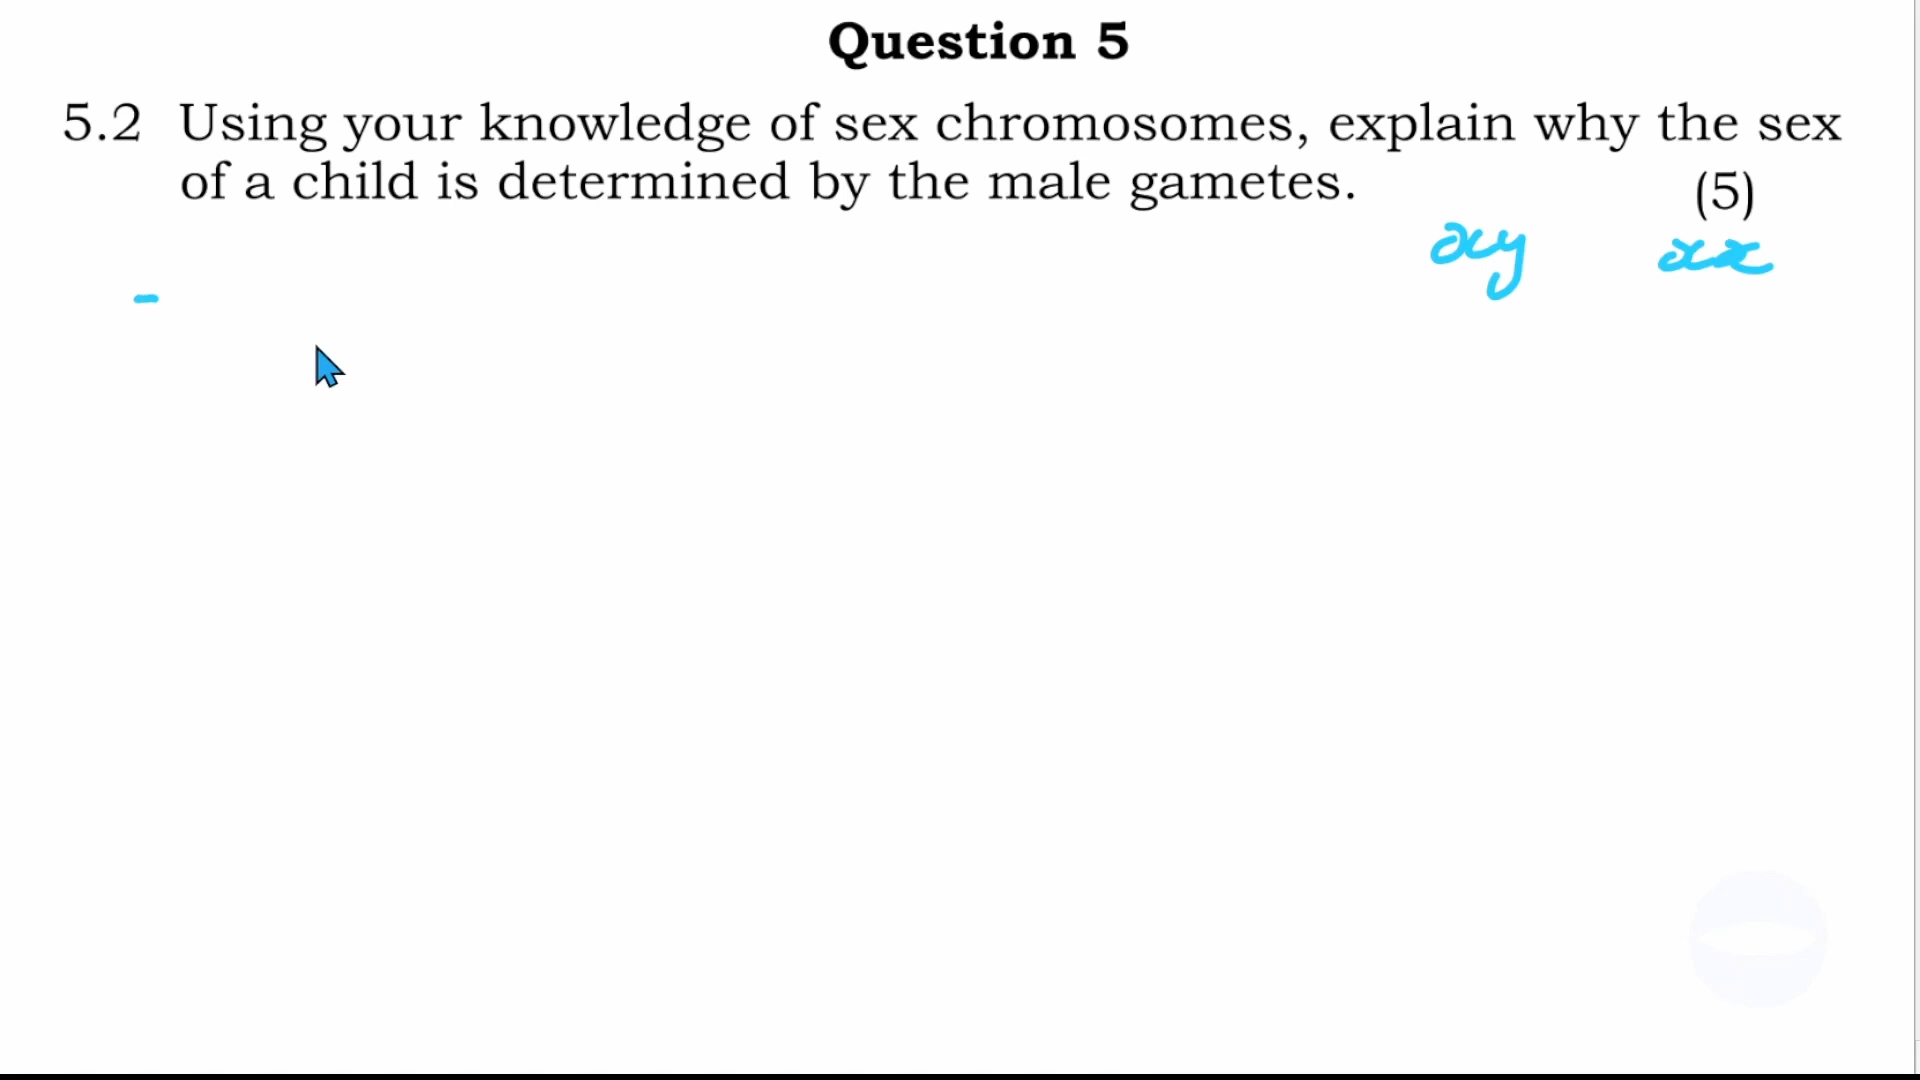 Question 5
5.2 Using your knowledge of sex chromosomes, explain why the sex
of a child is determined by the male gametes. (5)
xy xx
-